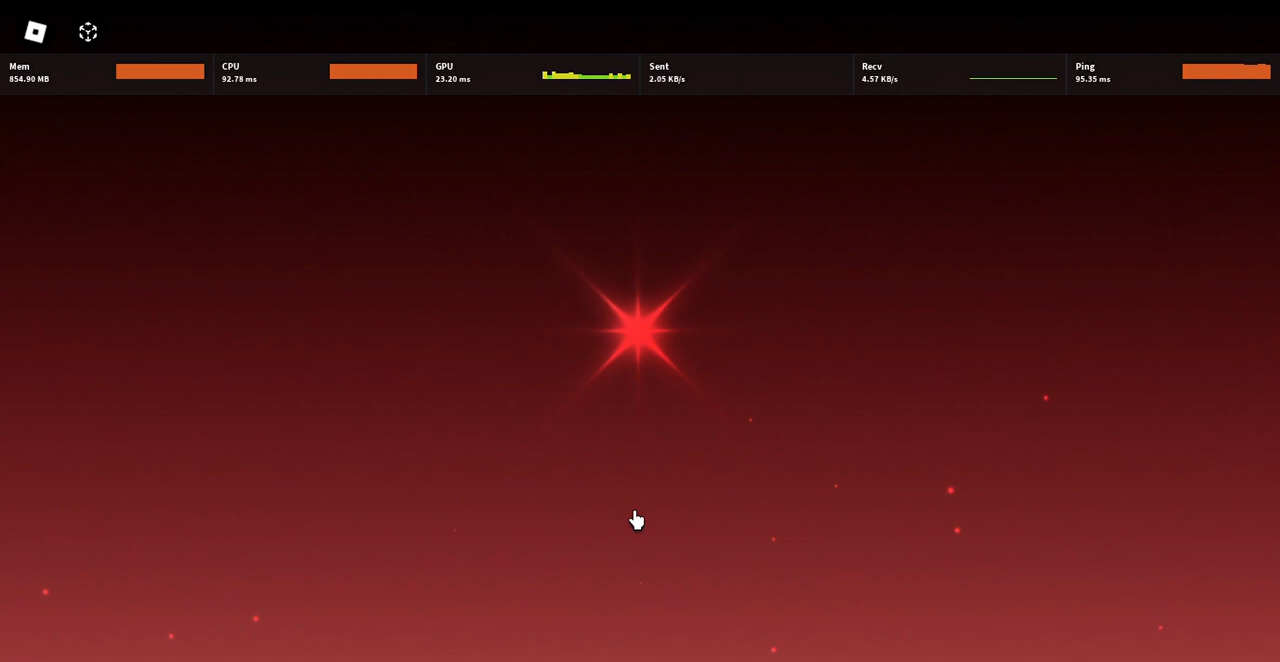 Mem
854.90 MB
CPU
92.78 ms
GPU
23.20 ms
Sent
2.05 KB/s
Recv
4.57 KB/s
Ping
95.35 ms